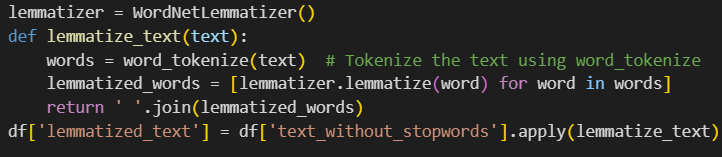 lemmatizer = WordNetLemmatizer()
def lemmatize_text(text):
    words = word_tokenize(text)  # Tokenize the text using word_tokenize
    lemmatized_words = [lemmatizer.lemmatize(word) for word in words]
    return ' '.join(lemmatized_words)
df['lemmatized_text'] = df['text_without_stopwords'].apply(lemmatize_text)